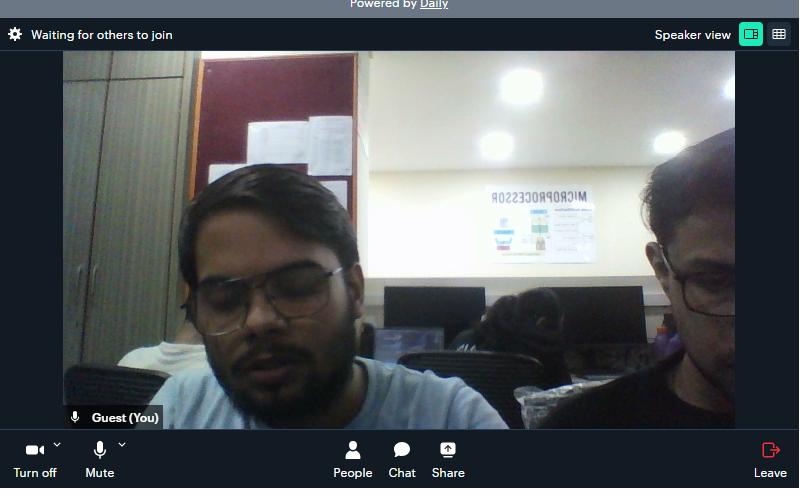 Powered by Daily
Waiting for others to join
Speaker view
MICROPROCESSOR
Guest (You)
Turn off
Mute
People
Chat
Share
Leave